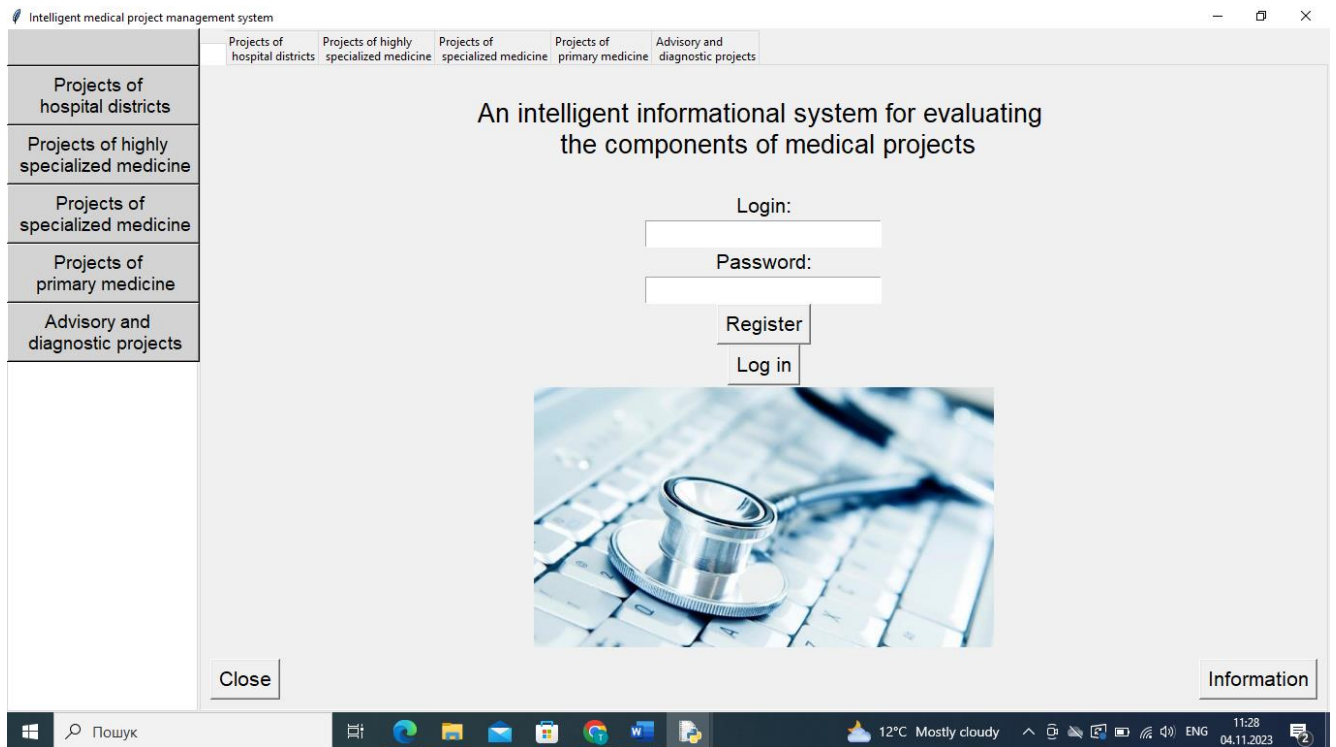 Intelligent medical project management system
Projects of
hospital districts
Projects of highly
specialized medicine
Projects of
specialized medicine
Projects of
primary medicine
Advisory and
diagnostic projects
Projects of
hospital districts
Projects of highly
specialized medicine
Projects of
specialized medicine
Projects of
primary medicine
Advisory and
diagnostic projects
An intelligent informational system for evaluating
the components of medical projects
Login:
Password:
Register
Log in
Close
Information
Пошук
12°C Mostly cloudy
ENG
11:28
04.11.2023
2